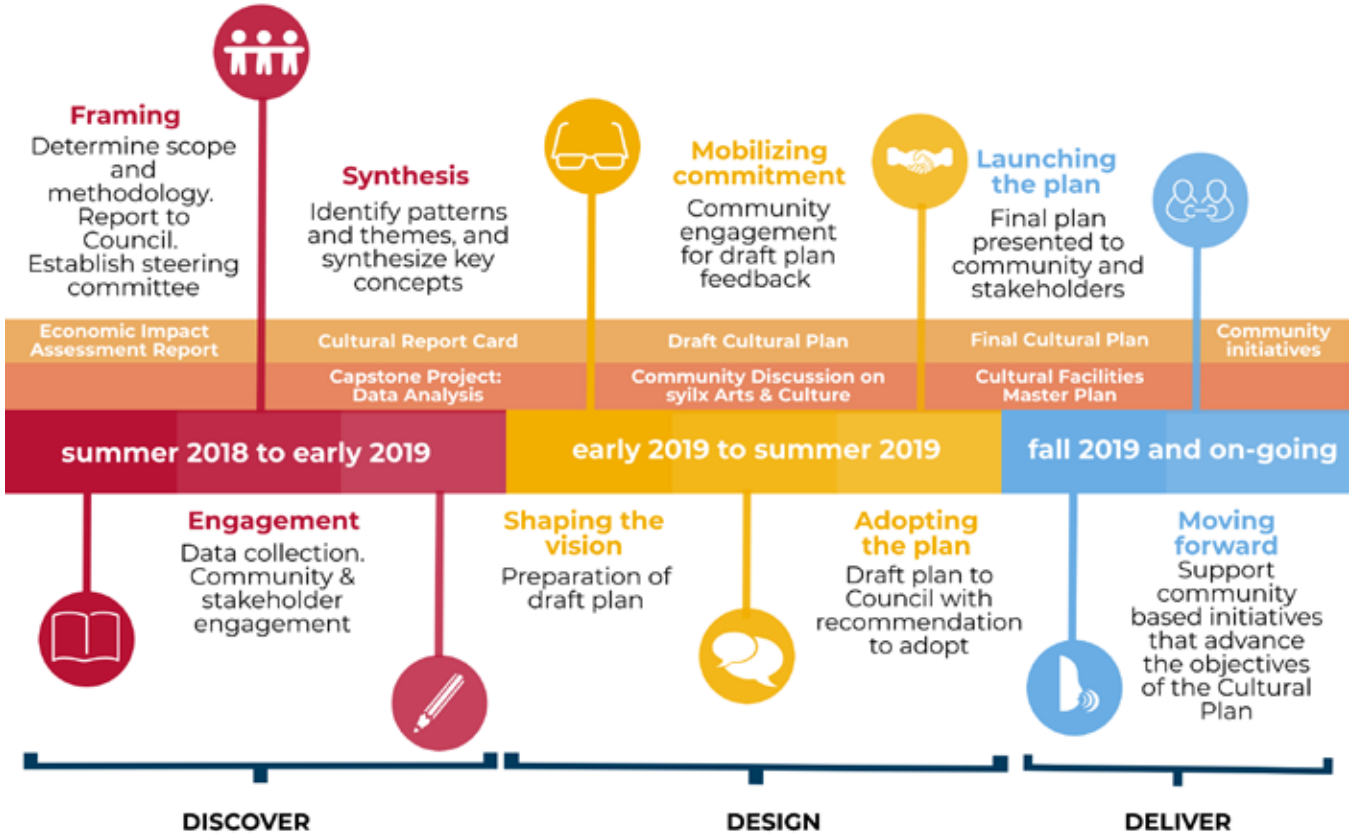 Framing
Determine scope
and
methodology.
Report to
Council.
Establish steering
committee
Synthesis
Identify patterns
and themes, and
synthesize key
concepts
Mobilizing
commitment
Community
engagement
for draft plan
feedback
Launching
the plan
Final plan
presented to
community and
stakeholders
Economic Impact
Assessment Report
Cultural Report Card
Draft Cultural Plan
Final Cultural Plan
Community
initiatives
Capstone Project:
Data Analysis
Community Discussion on
syilx Arts & Culture
Cultural Facilities
Master Plan
summer 2018 to early 2019
early 2019 to summer 2019
fall 2019 and on-going
Engagement
Data collection.
Community &
stakeholder
engagement
Shaping the
vision
Preparation of
draft plan
Adopting
the plan
Draft plan to
Council with
recommendation
to adopt
Moving
forward
Support
community
based initiatives
that advance
the objectives
of the Cultural
Plan
DISCOVER
DESIGN
DELIVER